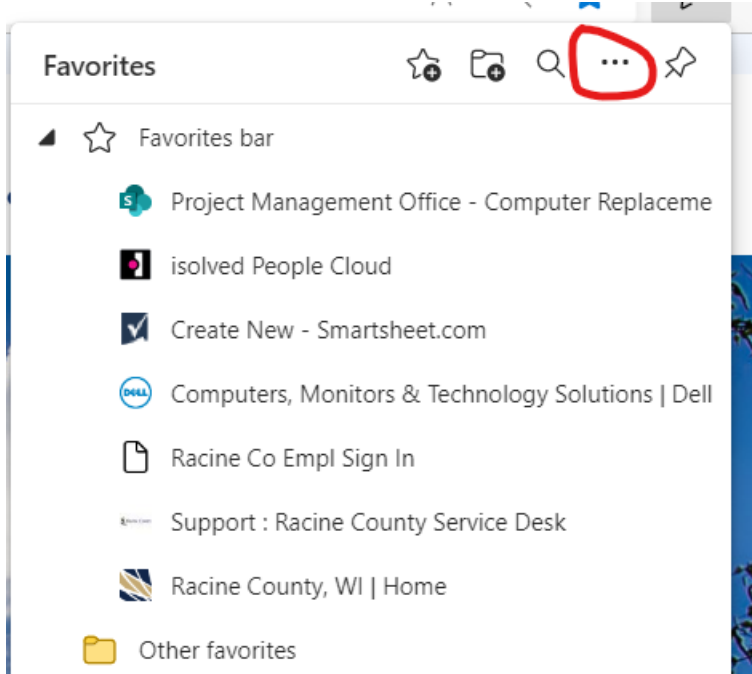 Favorites
Favorites bar
Project Management Office - Computer Replaceme
isolved People Cloud
Create New - Smartsheet.com
DELL
Computers, Monitors & Technology Solutions | Dell
Racine Co Empl Sign In
Support : Racine County Service Desk
Racine County, WI | Home
Other favorites